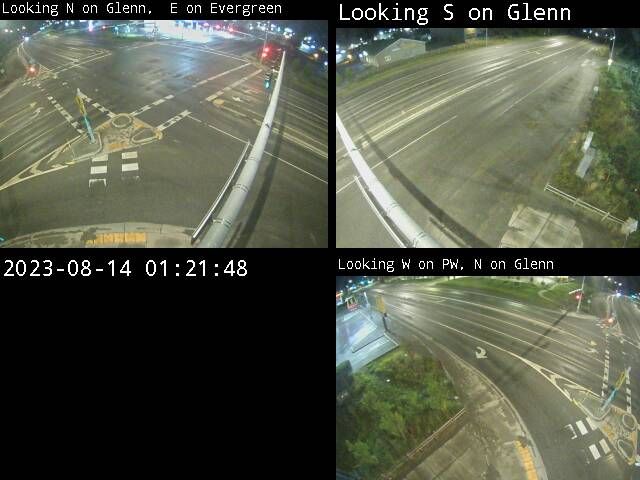 Looking N on Glenn,  E on Evergreen
Looking S on Glenn
2023-08-14 01:21:48
Looking W on PW, N on Glenn